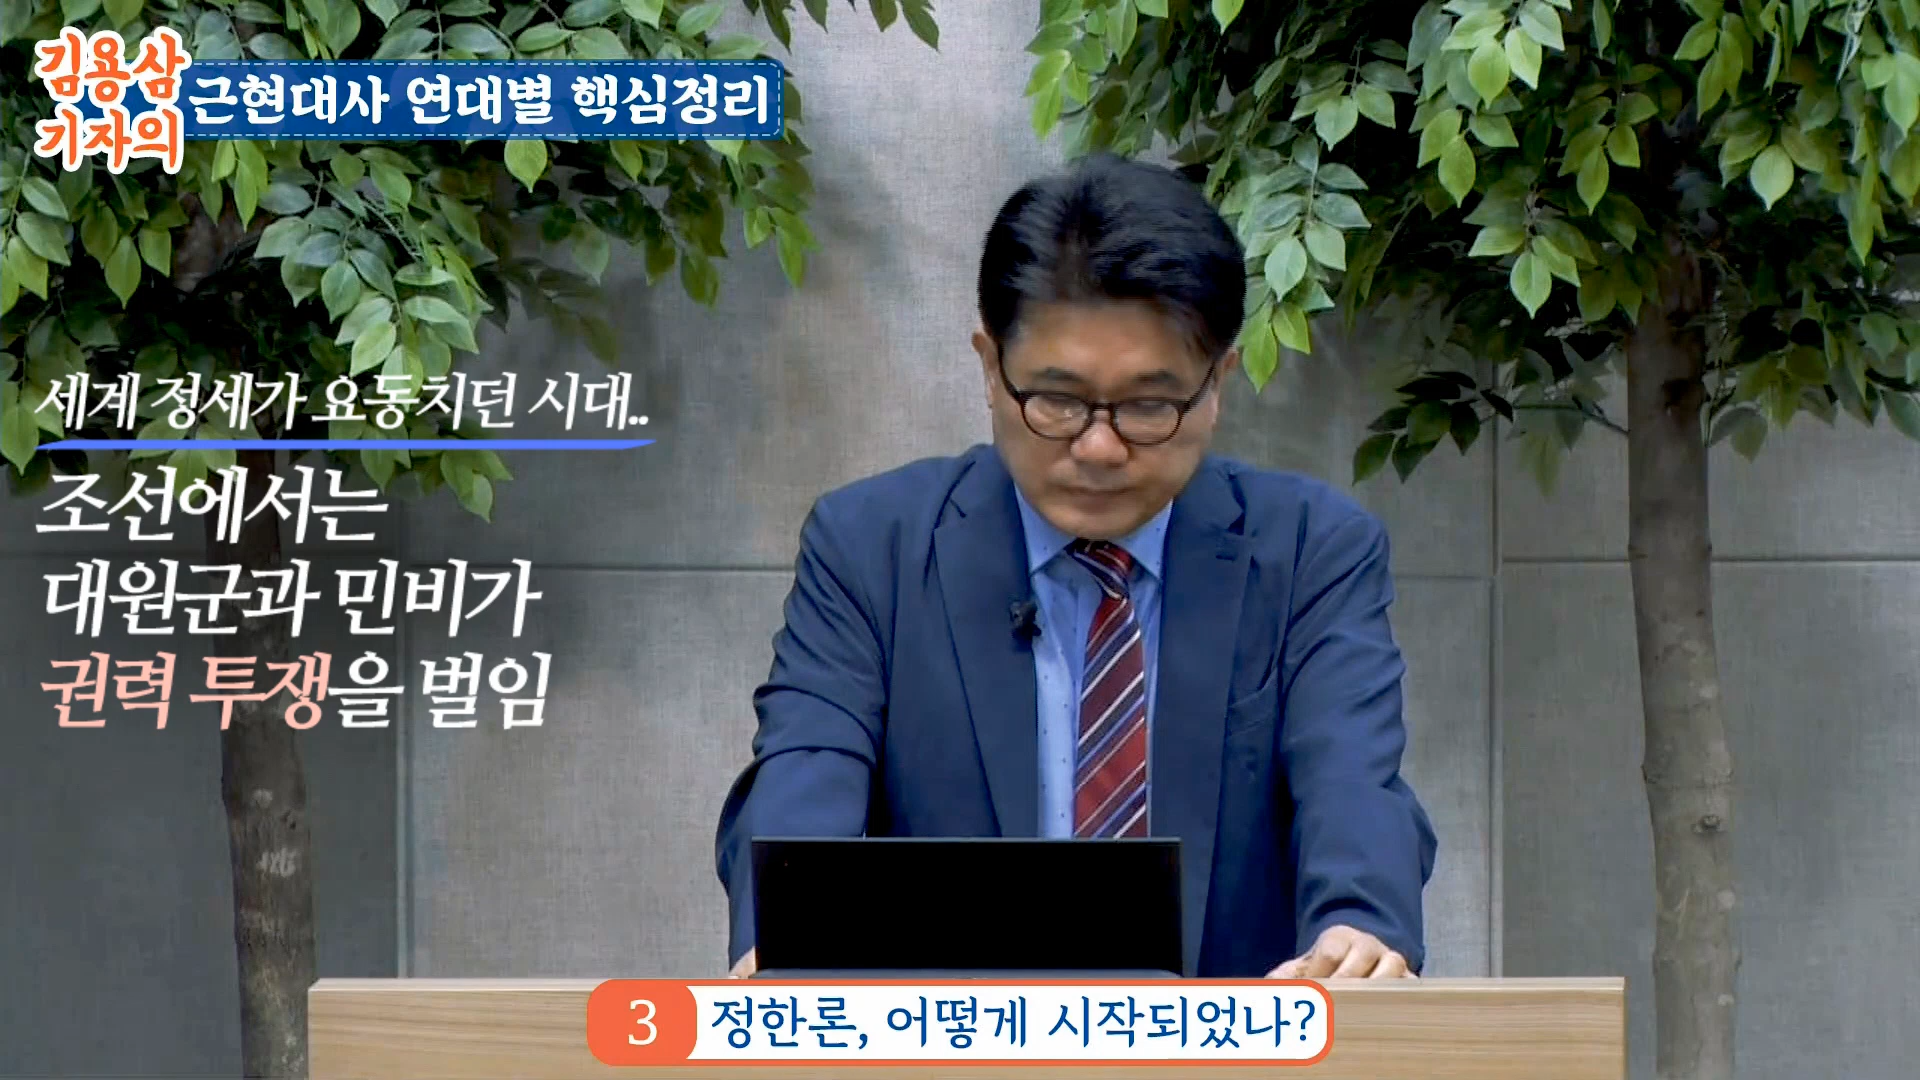 김용삼
기자의
근현대사 연대별 핵심정리
세계 정세가 요동치던 시대..
조선에서는
대원군과 민비가
권력 투쟁을 벌임
3 정한론, 어떻게 시작되었나?